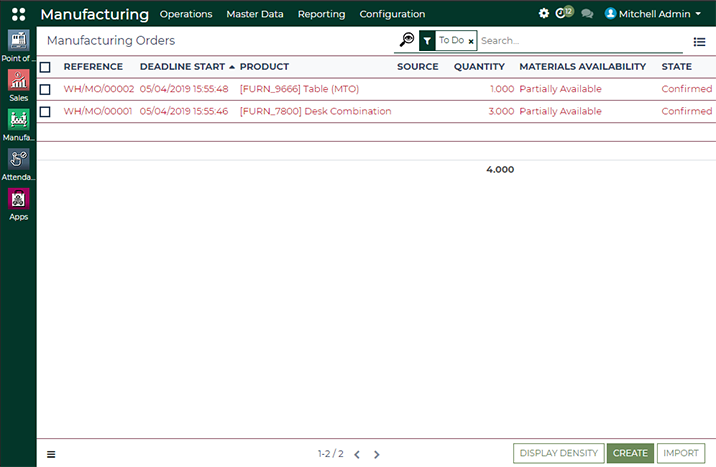 Manufacturing Operations Master Data Reporting Configuration 12 Mitchell Admin
Point of ...
Sales
Manufa...
Attenda...
Apps
Manufacturing Orders To Do × Search...
REFERENCE DEADLINE START PRODUCT SOURCE QUANTITY MATERIALS AVAILABILITY STATE
WH/MO/00002 05/04/2019 15:55:48 [FURN_9666] Table (MTO) 1.000 Partially Available Confirmed
WH/MO/00001 05/04/2019 15:55:46 [FURN_7800] Desk Combination 3.000 Partially Available Confirmed
4.000
1-2 / 2 DISPLAY DENSITY CREATE IMPORT